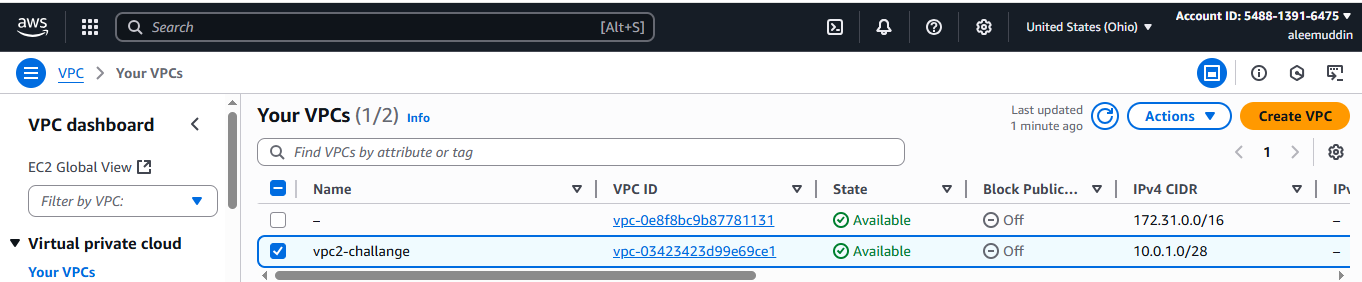 aws Search [Alt+S] United States (Ohio) Account ID: 5488-1391-6475
aleemuddin
VPC Your VPCs
VPC dashboard
EC2 Global View
Filter by VPC:
Virtual private cloud
Your VPCs
Your VPCs (1/2) Info
Last updated
1 minute ago
Actions
Create VPC
Find VPCs by attribute or tag
1
Name VPC ID State Block Public... IPv4 CIDR IPv
– vpc-0e8f8bc9b87781131 Available Off 172.31.0.0/16 –
vpc2-challange vpc-03423423d99e69ce1 Available Off 10.0.1.0/28 –